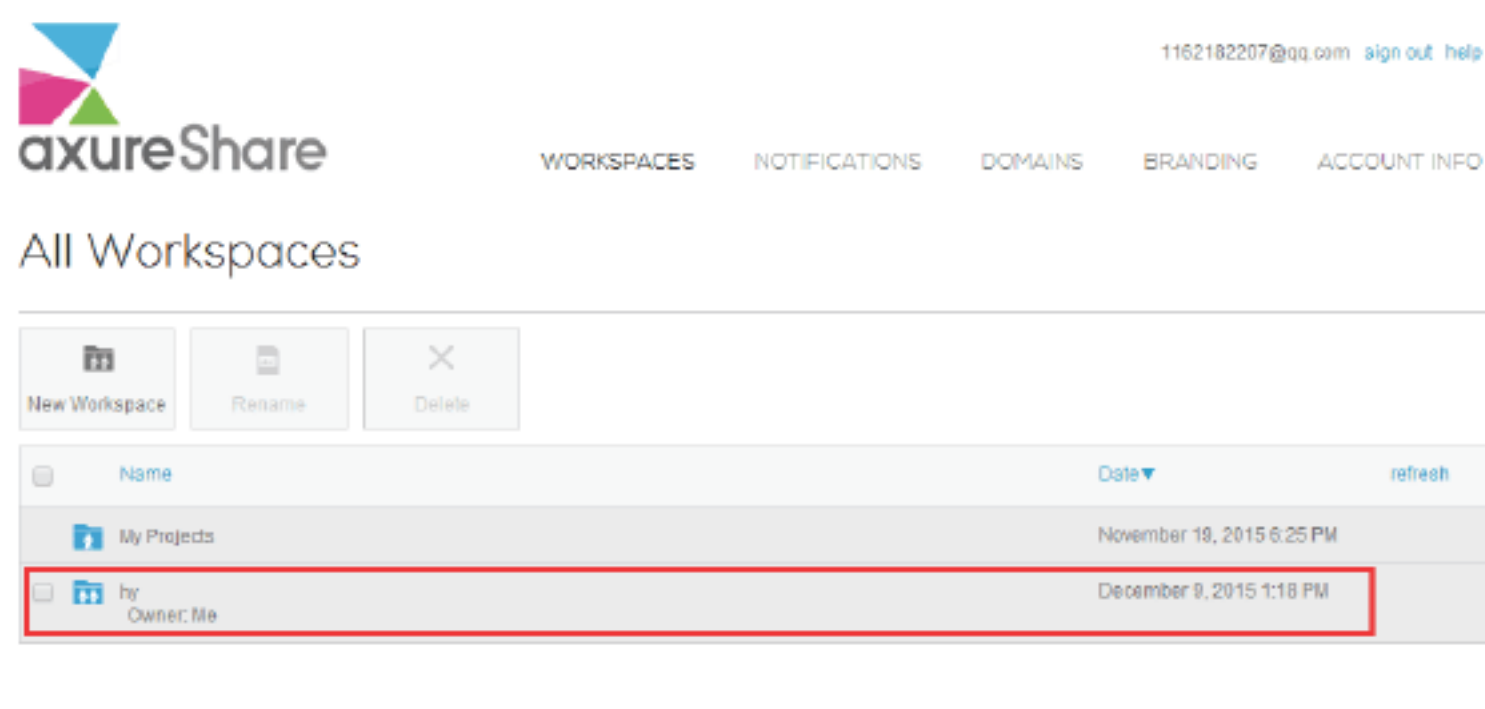 1162182207@qq.com sign out help
axureShare
WORKSPACES NOTIFICATIONS DOMAINS BRANDING ACCOUNT INFO
All Workspaces
New Workspace Rename Delete
Name Date▼ refresh
My Projects November 19, 2015 6:25 PM
hy December 9, 2015 1:18 PM
Owner: Me